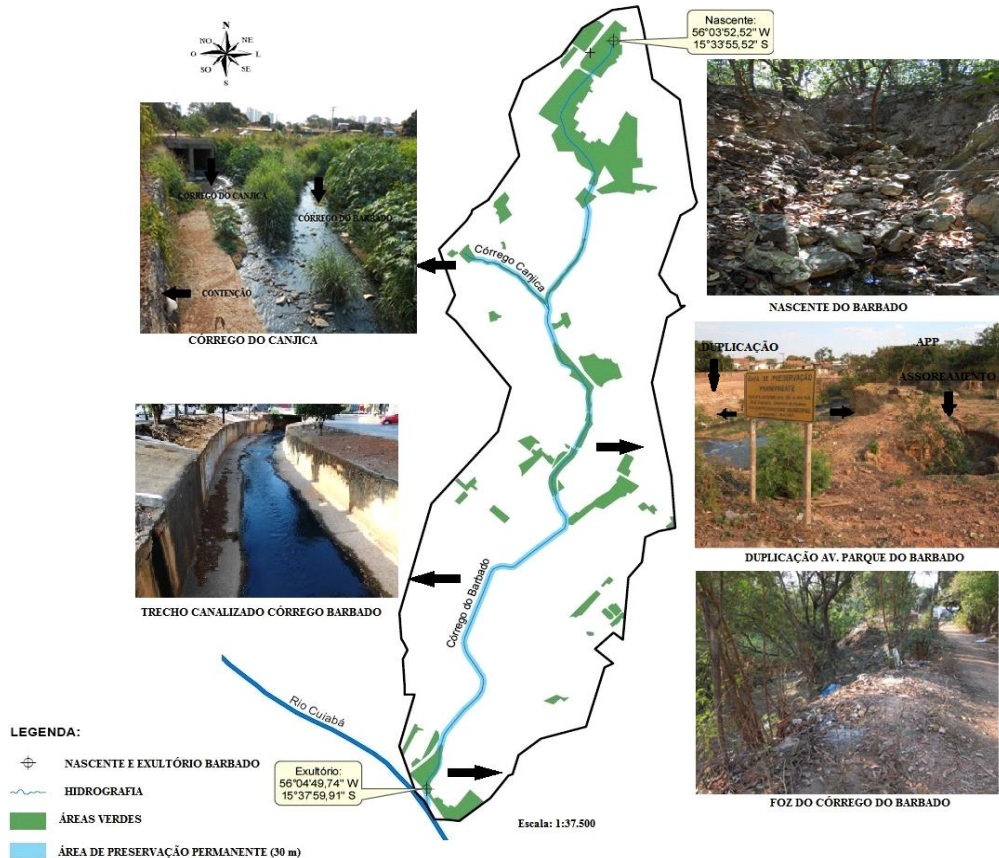 N
NO
NE
O
L
SO
SE
S
Nascente:
56°03'52,52" W
15°33'55,52" S
CÓRREGO DO CANJICA
CÓRREGO DO BARBADO
CONTENÇÃO
CÓRREGO DO CANJICA
NASCENTE DO BARBADO
Córrego Canjica
DUPLICAÇÃO
APP
ASSOREAMENTO
ÁREA DE PRESERVAÇÃO
PERMANENTE
DUPLICAÇÃO AV. PARQUE DO BARBADO
TRECHO CANALIZADO CÓRREGO BARBADO
Córrego do Barbado
Rio Cuiabá
LEGENDA:
NASCENTE E EXULTÓRIO BARBADO
HIDROGRAFIA
ÁREAS VERDES
ÁREA DE PRESERVAÇÃO PERMANENTE (30 m)
Exultório:
56°04'49,74" W
15°37'59,91" S
Escala: 1:37.500
FOZ DO CÓRREGO DO BARBADO